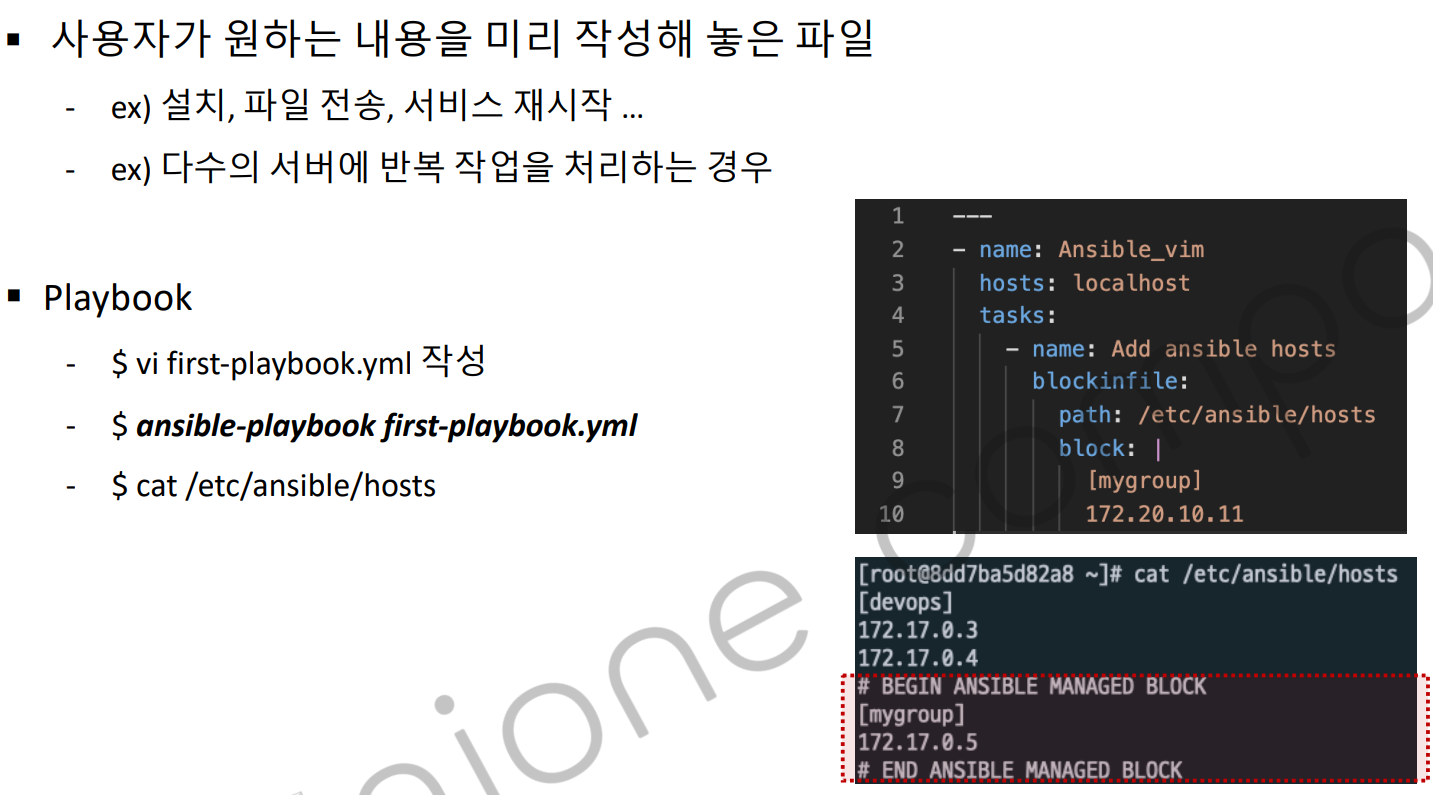 ▪ 사용자가 원하는 내용을 미리 작성해 놓은 파일
- ex) 설치, 파일 전송, 서비스 재시작 ...
- ex) 다수의 서버에 반복 작업을 처리하는 경우
▪ Playbook
- $ vi first-playbook.yml 작성
- $ ansible-playbook first-playbook.yml
- $ cat /etc/ansible/hosts
1 ---
2 - name: Ansible_vim
3 hosts: localhost
4 tasks:
5 - name: Add ansible hosts
6 blockinfile:
7 path: /etc/ansible/hosts
8 block: |
9 [mygroup]
10 172.20.10.11
[root@8dd7ba5d82a8 ~]# cat /etc/ansible/hosts
[devops]
172.17.0.3
172.17.0.4
# BEGIN ANSIBLE MANAGED BLOCK
[mygroup]
172.17.0.5
# END ANSIBLE MANAGED BLOCK